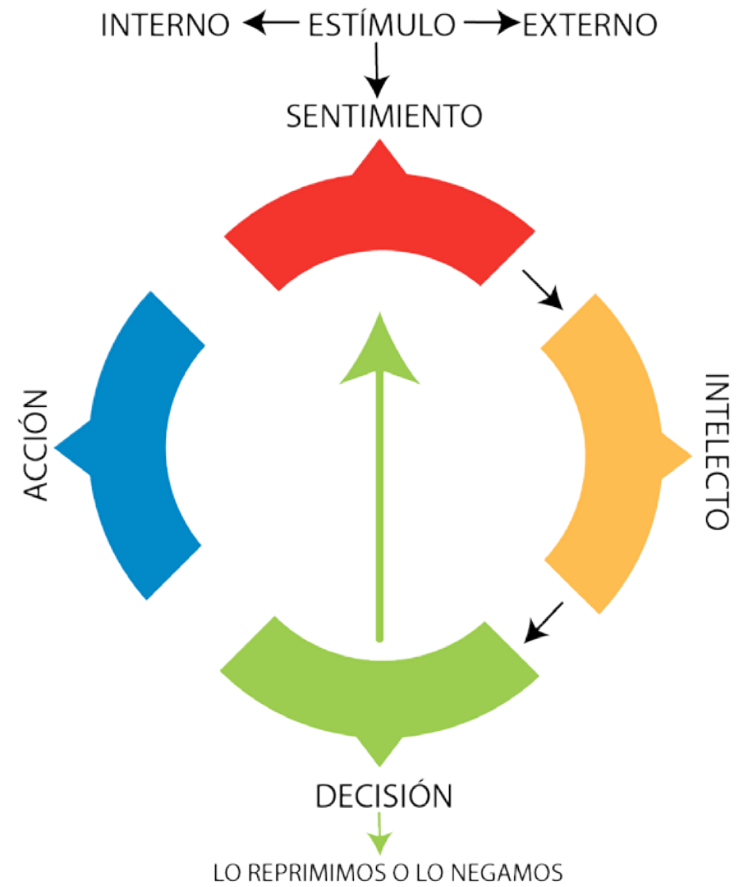 INTERNO ESTÍMULO EXTERNO
SENTIMIENTO
ACCIÓN
INTELECTO
DECISIÓN
LO REPRIMIMOS O LO NEGAMOS